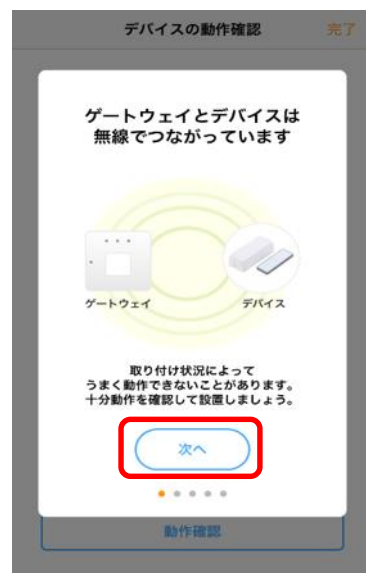 デバイスの動作確認 完了
ゲートウェイとデバイスは
無線でつながっています
ゲートウェイ デバイス
取り付け状況によって
うまく動作できないことがあります。
十分動作を確認して設置しましょう。
次へ
動作確認